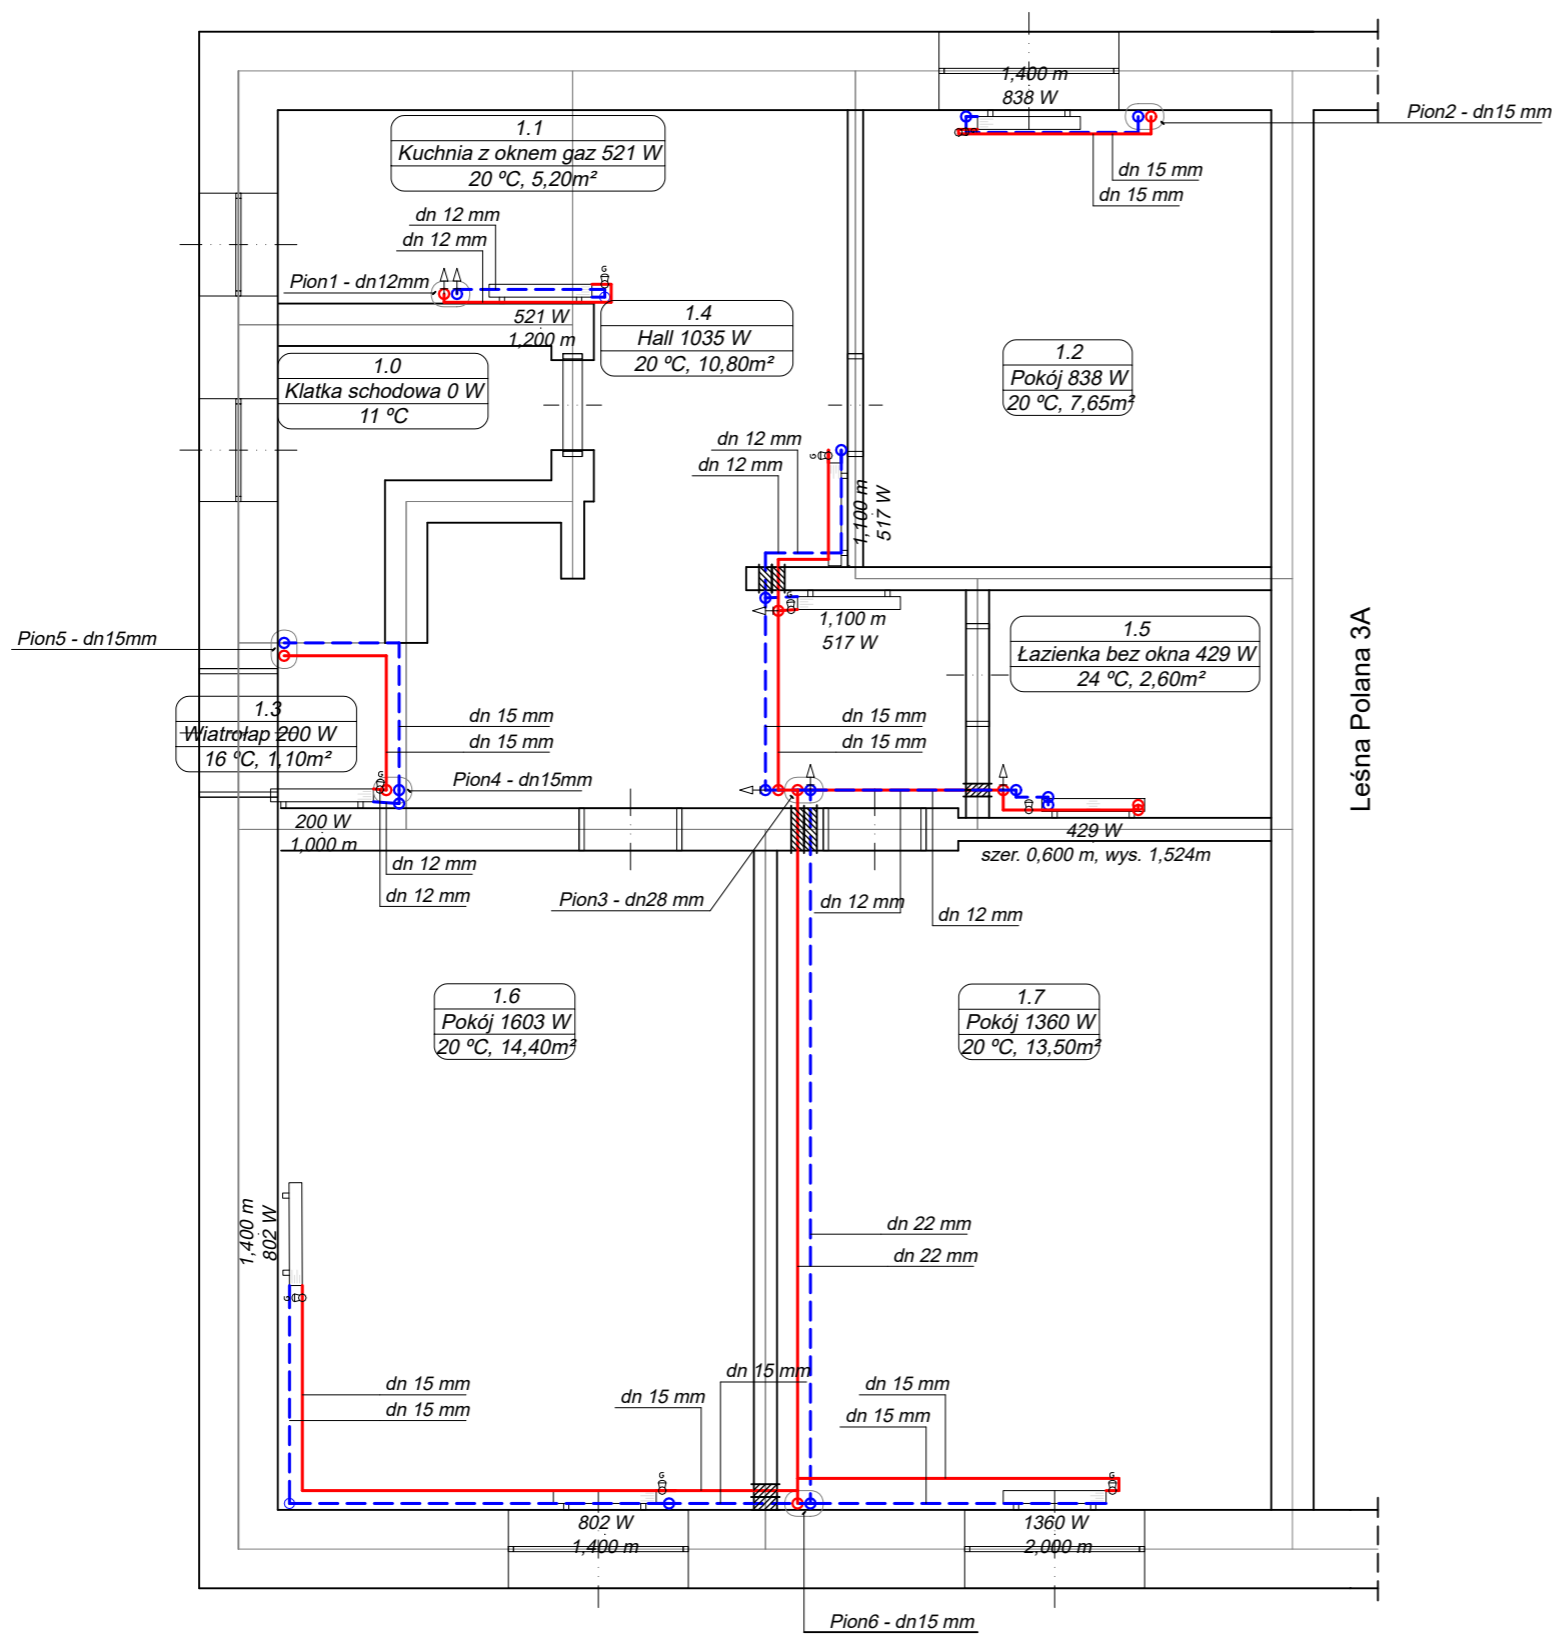 1,400 m
838 W
Pion2 - dn15 mm
1.1
Kuchnia z oknem gaz 521 W
20 ºC, 5,20m²
dn 15 mm
dn 15 mm
dn 12 mm
dn 12 mm
Pion1 - dn12mm
G
521 W
1,200 m
1.4
Hall 1035 W
20 ºC, 10,80m²
1.0
Klatka schodowa 0 W
11 ºC
1.2
Pokój 838 W
20 ºC, 7,65m²
dn 12 mm
dn 12 mm
G
1,100 m
517 W
G
1,100 m
517 W
1.5
Łazienka bez okna 429 W
24 ºC, 2,60m²
Leśna Polana 3A
Pion5 - dn15mm
1.3
Wiatrołap 200 W
16 ºC, 1,10m²
dn 15 mm
dn 15 mm
dn 15 mm
dn 15 mm
G
Pion4 - dn15mm
200 W
1,000 m
429 W
szer. 0,600 m, wys. 1,524m
dn 12 mm
dn 12 mm
Pion3 - dn28 mm
dn 12 mm
dn 12 mm
1.6
Pokój 1603 W
20 ºC, 14,40m²
1.7
Pokój 1360 W
20 ºC, 13,50m²
1,400 m
802 W
G
dn 22 mm
dn 22 mm
dn 15 mm
dn 15 mm
dn 15 mm
dn 15 mm
dn 15 mm
dn 15 mm
G
G
802 W
1,400 m
1360 W
2,000 m
Pion6 - dn15 mm